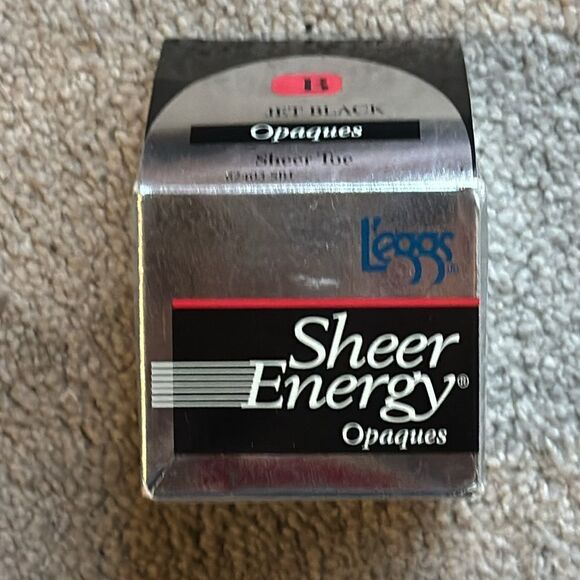 B
JET BLACK
Opaques
Sheer Toe
L'eggs
Sheer
Energy®
Opaques